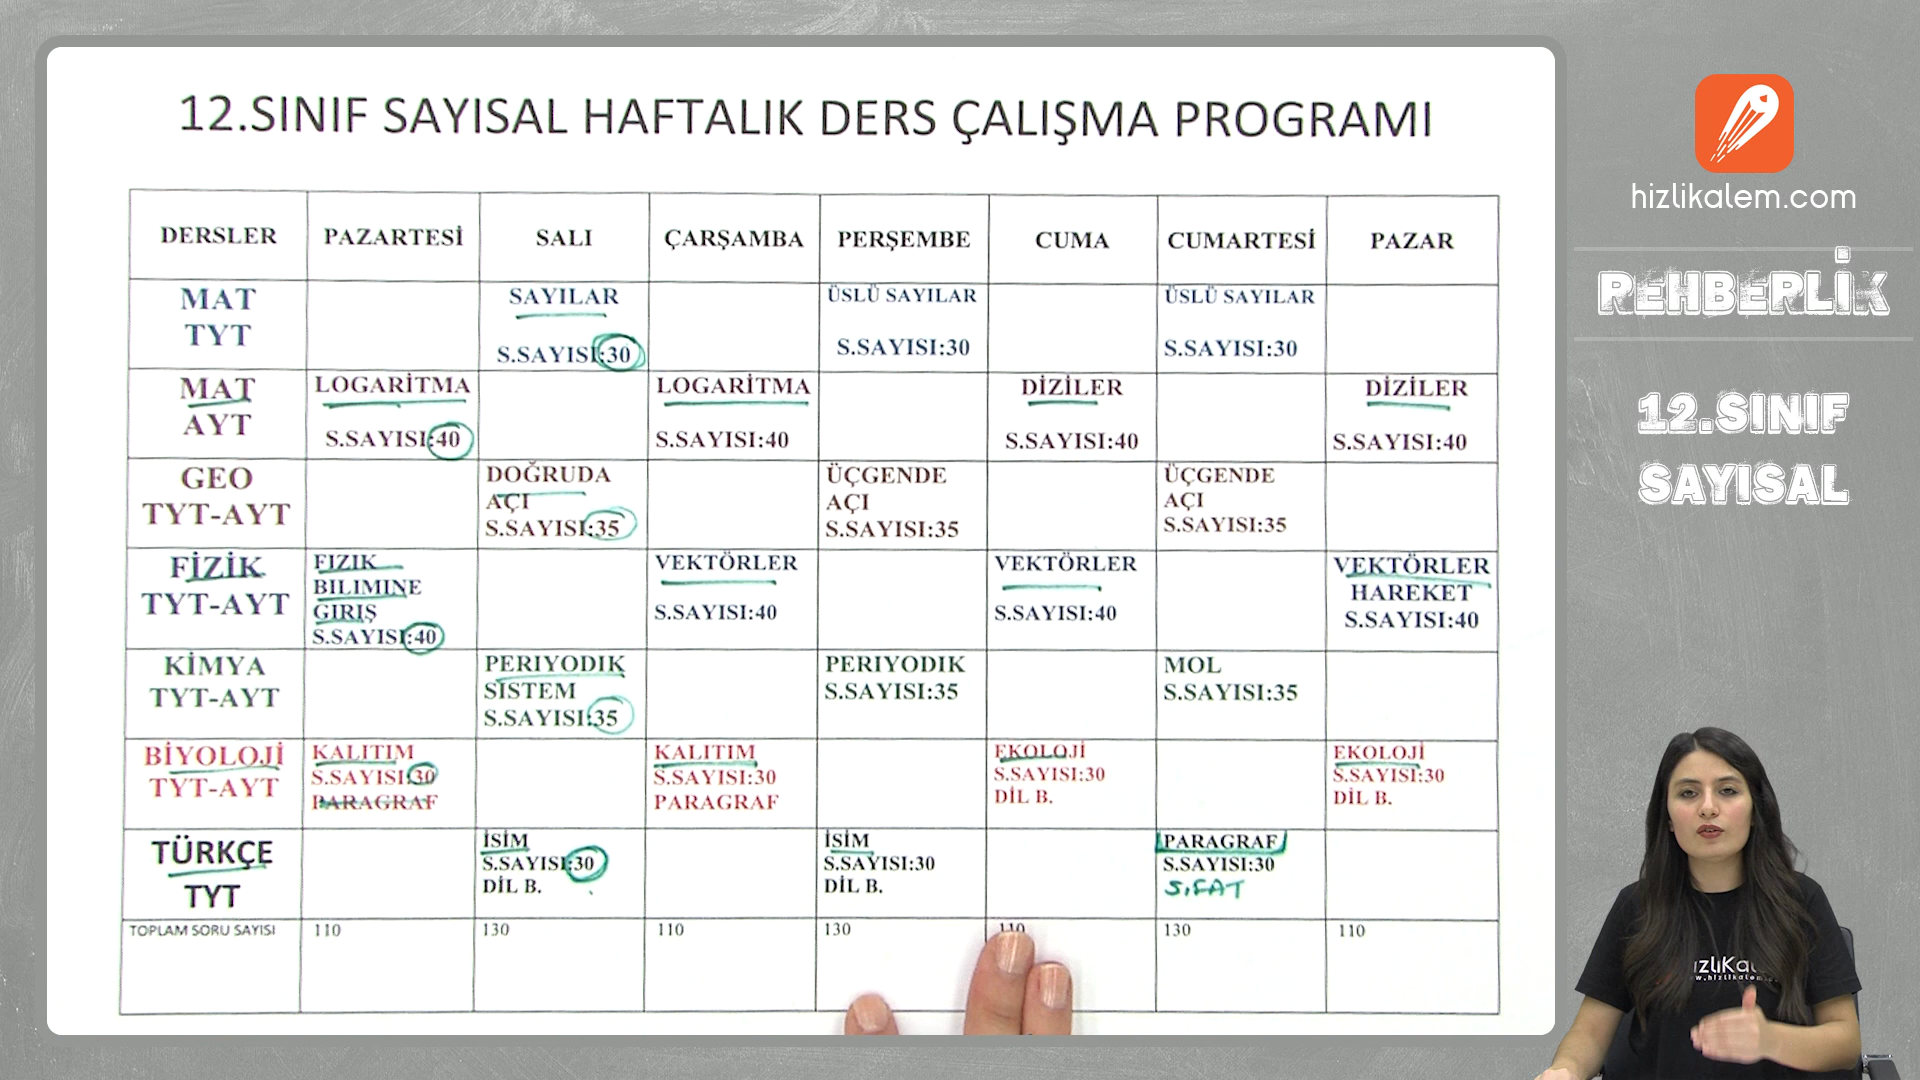 12.SINIF SAYISAL HAFTALIK DERS ÇALIŞMA PROGRAMI
DERSLER PAZARTESİ SALI ÇARŞAMBA PERŞEMBE CUMA CUMARTESİ PAZAR
MAT
TYT
SAYILAR
S.SAYISI:30
ÜSLÜ SAYILAR
S.SAYISI:30
ÜSLÜ SAYILAR
S.SAYISI:30
MAT
AYT
LOGARİTMA
S.SAYISI:40
LOGARİTMA
S.SAYISI:40
DİZİLER
S.SAYISI:40
DİZİLER
S.SAYISI:40
GEO
TYT-AYT
DOĞRUDA
AÇI
S.SAYISI:35
ÜÇGENDE
AÇI
S.SAYISI:35
ÜÇGENDE
AÇI
S.SAYISI:35
FİZİK
TYT-AYT
FIZIK
BILIMINE
GIRIŞ
S.SAYISI:40
VEKTÖRLER
S.SAYISI:40
VEKTÖRLER
S.SAYISI:40
VEKTÖRLER
HAREKET
S.SAYISI:40
KİMYA
TYT-AYT
PERIYODIK
SISTEM
S.SAYISI:35
PERIYODIK
S.SAYISI:35
MOL
S.SAYISI:35
BİYOLOJİ
TYT-AYT
KALITIM
S.SAYISI:30
PARAGRAF
KALITIM
S.SAYISI:30
PARAGRAF
EKOLOJİ
S.SAYISI:30
DİL B.
EKOLOJİ
S.SAYISI:30
DİL B.
TÜRKÇE
TYT
İSİM
S.SAYISI:30
DİL B.
İSİM
S.SAYISI:30
DİL B.
PARAGRAF
S.SAYISI:30
SIFAT
TOPLAM SORU SAYISI 110 130 110 130 110 130 110
hizlikalem.com
REHBERLİK
12.SINIF
SAYISAL